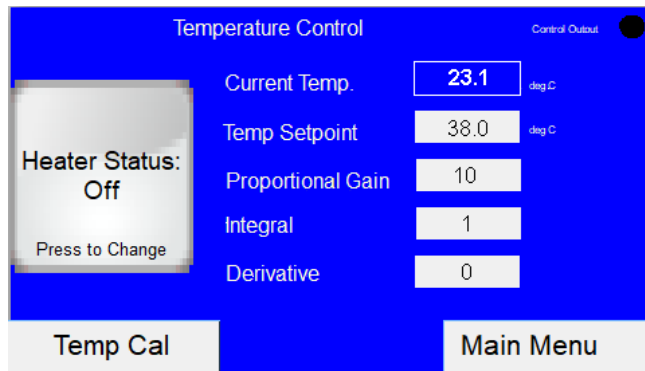 Temperature Control
Control Output
Current Temp. 23.1 deg.C
Temp Setpoint 38.0 deg C
Heater Status:
Off
Press to Change
Proportional Gain 10
Integral 1
Derivative 0
Temp Cal
Main Menu